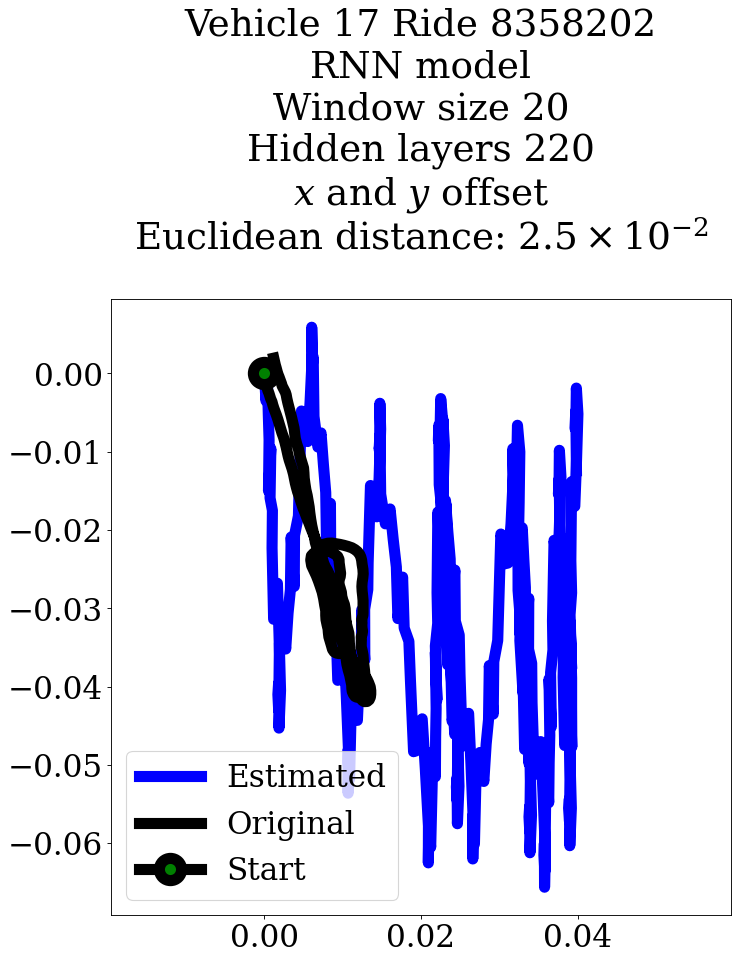 Vehicle 17 Ride 8358202
RNN model
Window size 20
Hidden layers 220
x and y offset
Euclidean distance: 2.5 × 10⁻²
0.00
−0.01
−0.02
−0.03
−0.04
−0.05
−0.06
Estimated
Original
Start
0.00 0.02 0.04